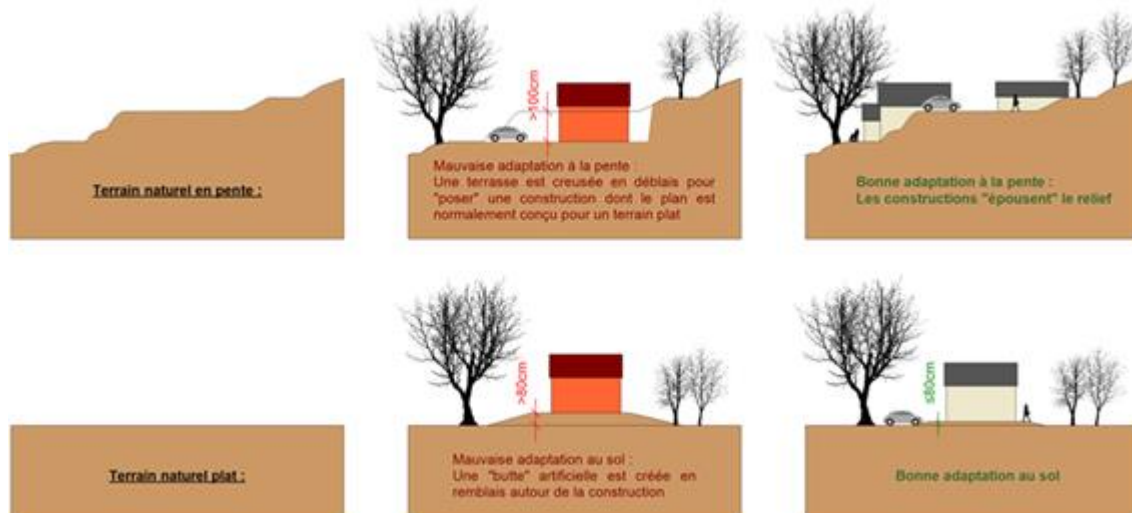 Terrain naturel en pente :
>100cm
Mauvaise adaptation à la pente :
Une terrasse est creusée en déblais pour
"poser" une construction dont le plan est
normalement conçu pour un terrain plat
Bonne adaptation à la pente :
Les constructions "épousent" le relief
Terrain naturel plat :
>80cm
Mauvaise adaptation au sol :
Une "butte" artificielle est créée en
remblais autour de la construction
≤80cm
Bonne adaptation au sol